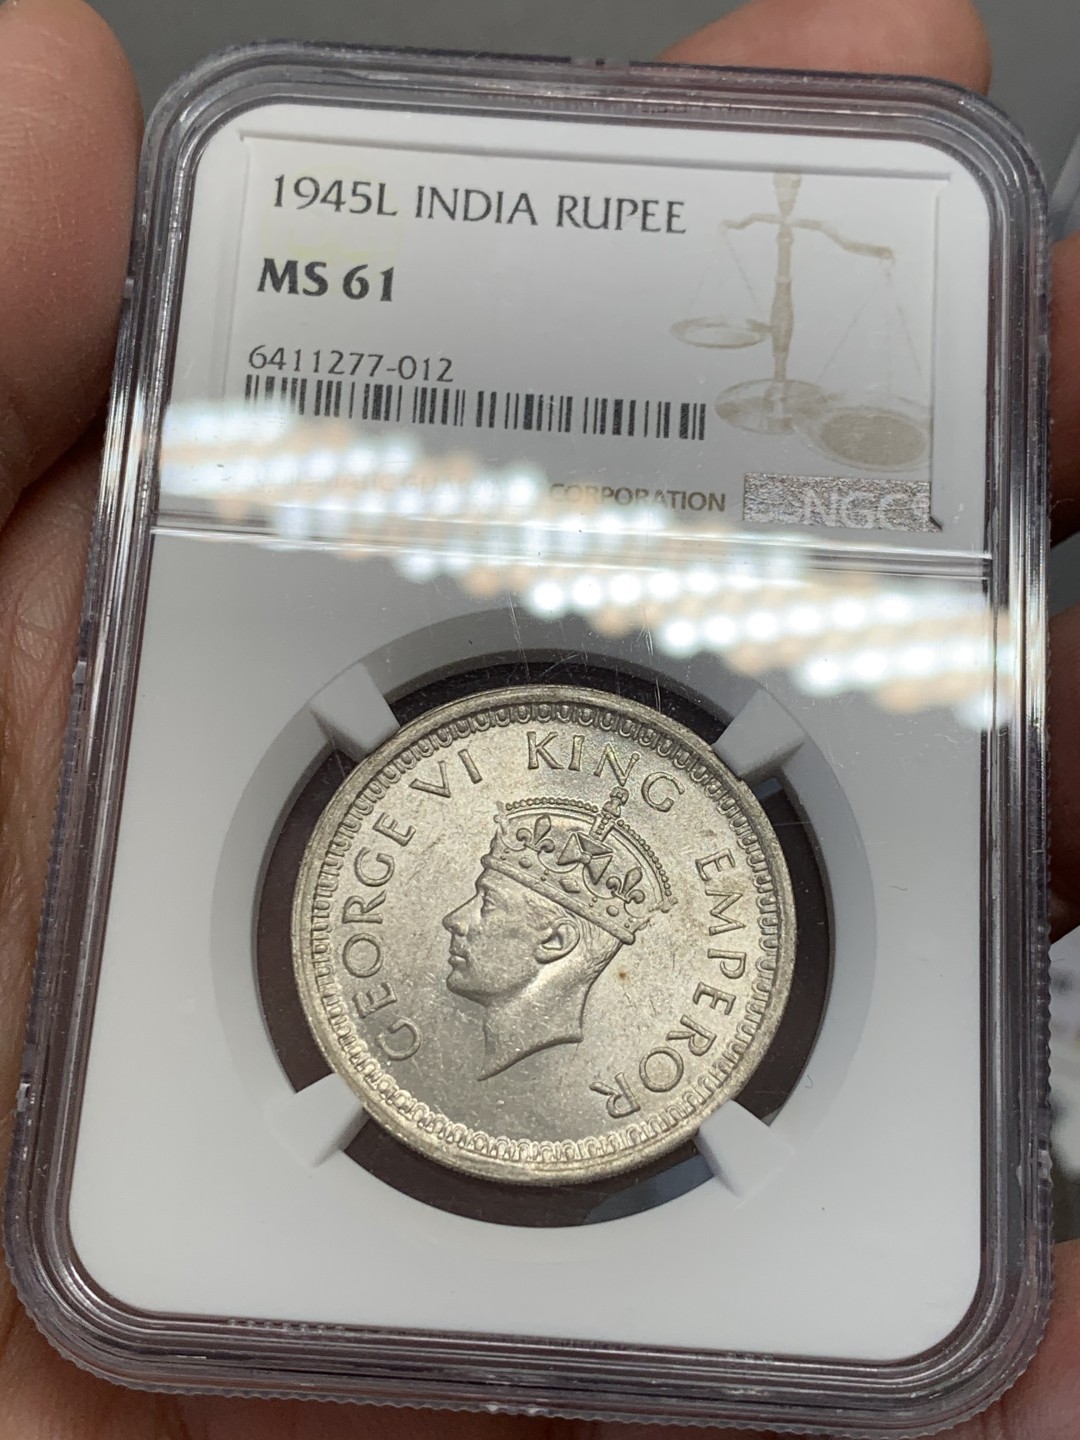 1945L INDIA RUPEE
MS 61
6411277-012
CORPORATION
NGC
GEORGE VI KING EMPEROR